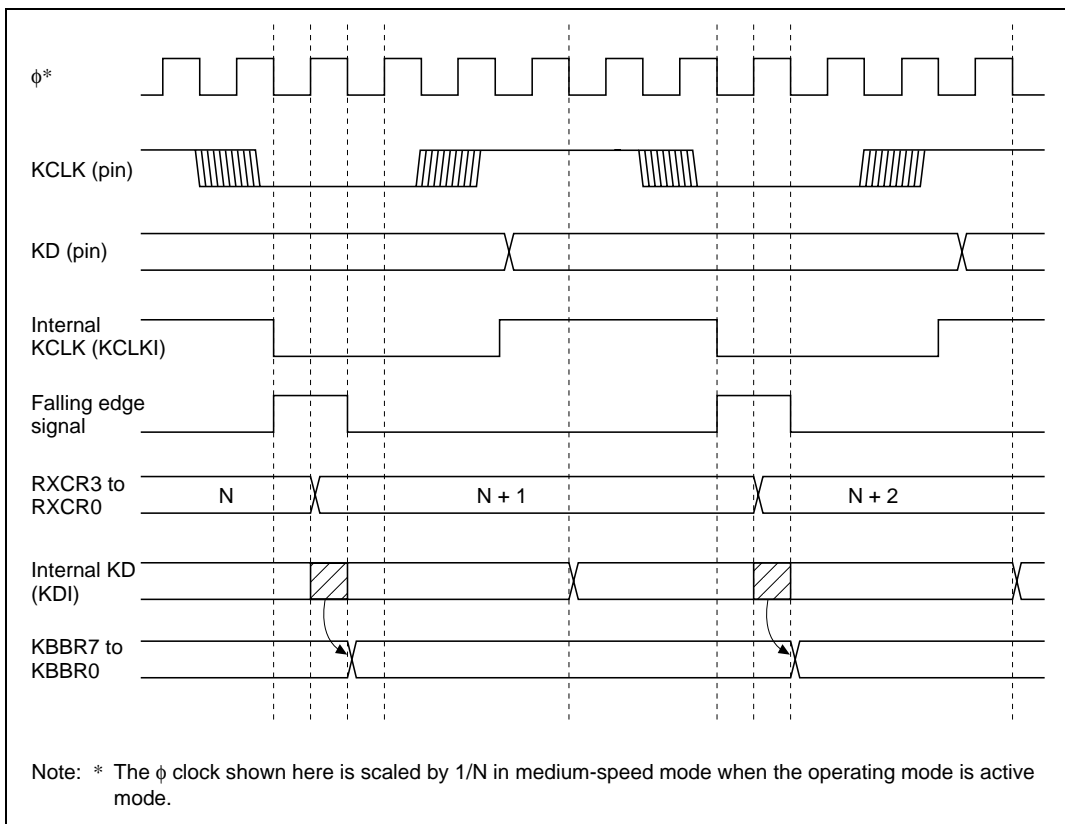 φ*
KCLK (pin)
KD (pin)
Internal
KCLK (KCLKI)
Falling edge
signal
RXCR3 to
RXCR0
N
N + 1
N + 2
Internal KD
(KDI)
KBBR7 to
KBBR0
Note: * The φ clock shown here is scaled by 1/N in medium-speed mode when the operating mode is active
mode.